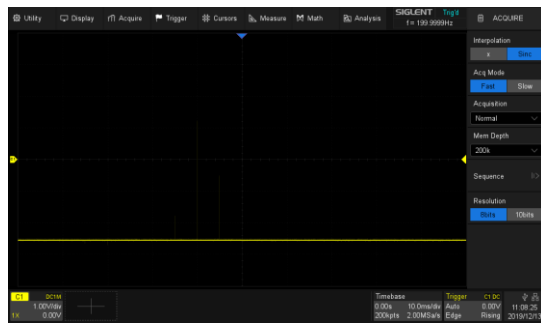 Utility Display Acquire Trigger Cursors Measure Math Analysis SIGLENT Trig'd ACQUIRE
f = 199.9999Hz
Interpolation
x Sinc
Acq Mode
Fast Slow
Acquisition
Normal
Mem Depth
200k
Sequence >>
Resolution
8bits 10bits
C1 DC1M
1.00V/div
1X 0.00V
Timebase
0.00s 10.0ms/div
200kpts 2.00MSa/s
Trigger C1 DC
Auto 0.00V
Edge Rising
11:08:25
2019/12/13